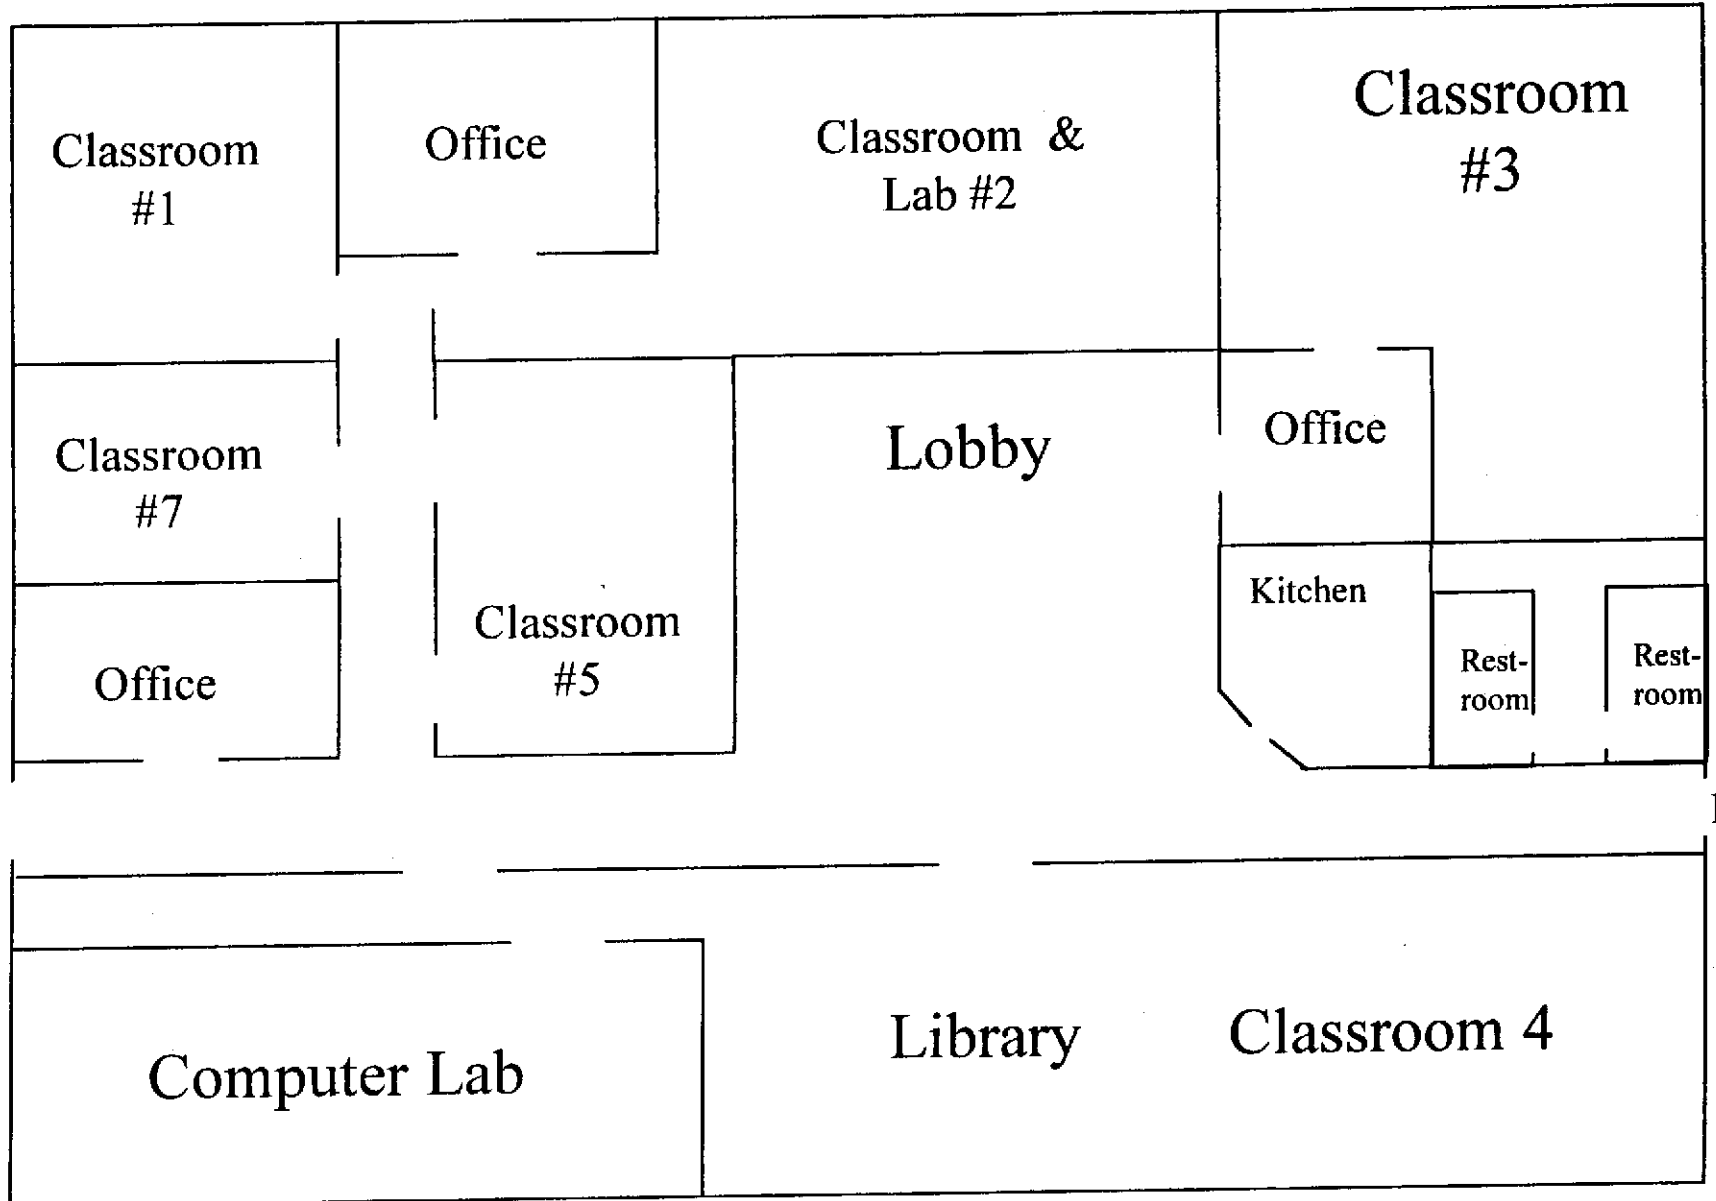 Classroom
#1
Office
Classroom &
Lab #2
Classroom
#3
Classroom
#7
Office
Classroom
#5
Lobby
Office
Kitchen
Rest-
room
Rest-
room
Computer Lab
Library
Classroom 4